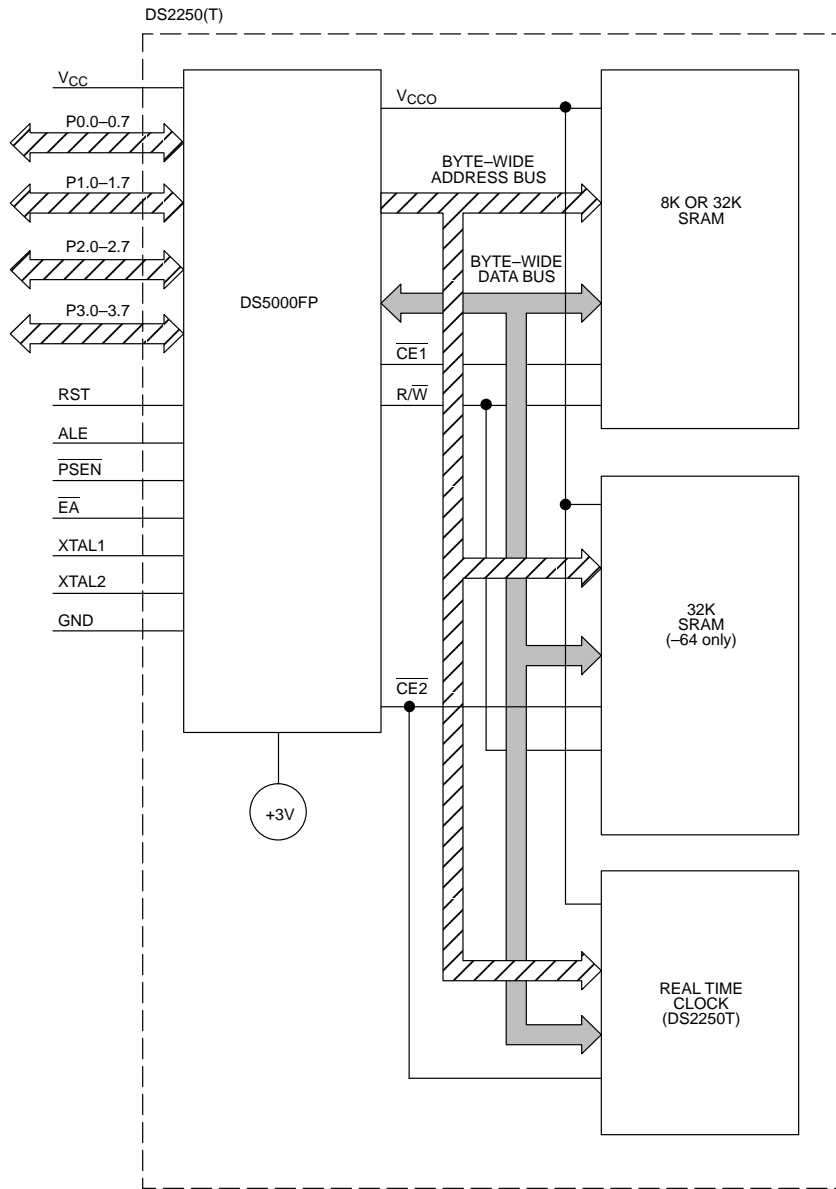 DS2250(T)
VCC
P0.0–0.7
P1.0–1.7
P2.0–2.7
P3.0–3.7
RST
ALE
PSEN
EA
XTAL1
XTAL2
GND
DS5000FP
+3V
VCCO
BYTE–WIDE
ADDRESS BUS
BYTE–WIDE
DATA BUS
CE1
R/W
CE2
8K OR 32K
SRAM
32K
SRAM
(–64 only)
REAL TIME
CLOCK
(DS2250T)